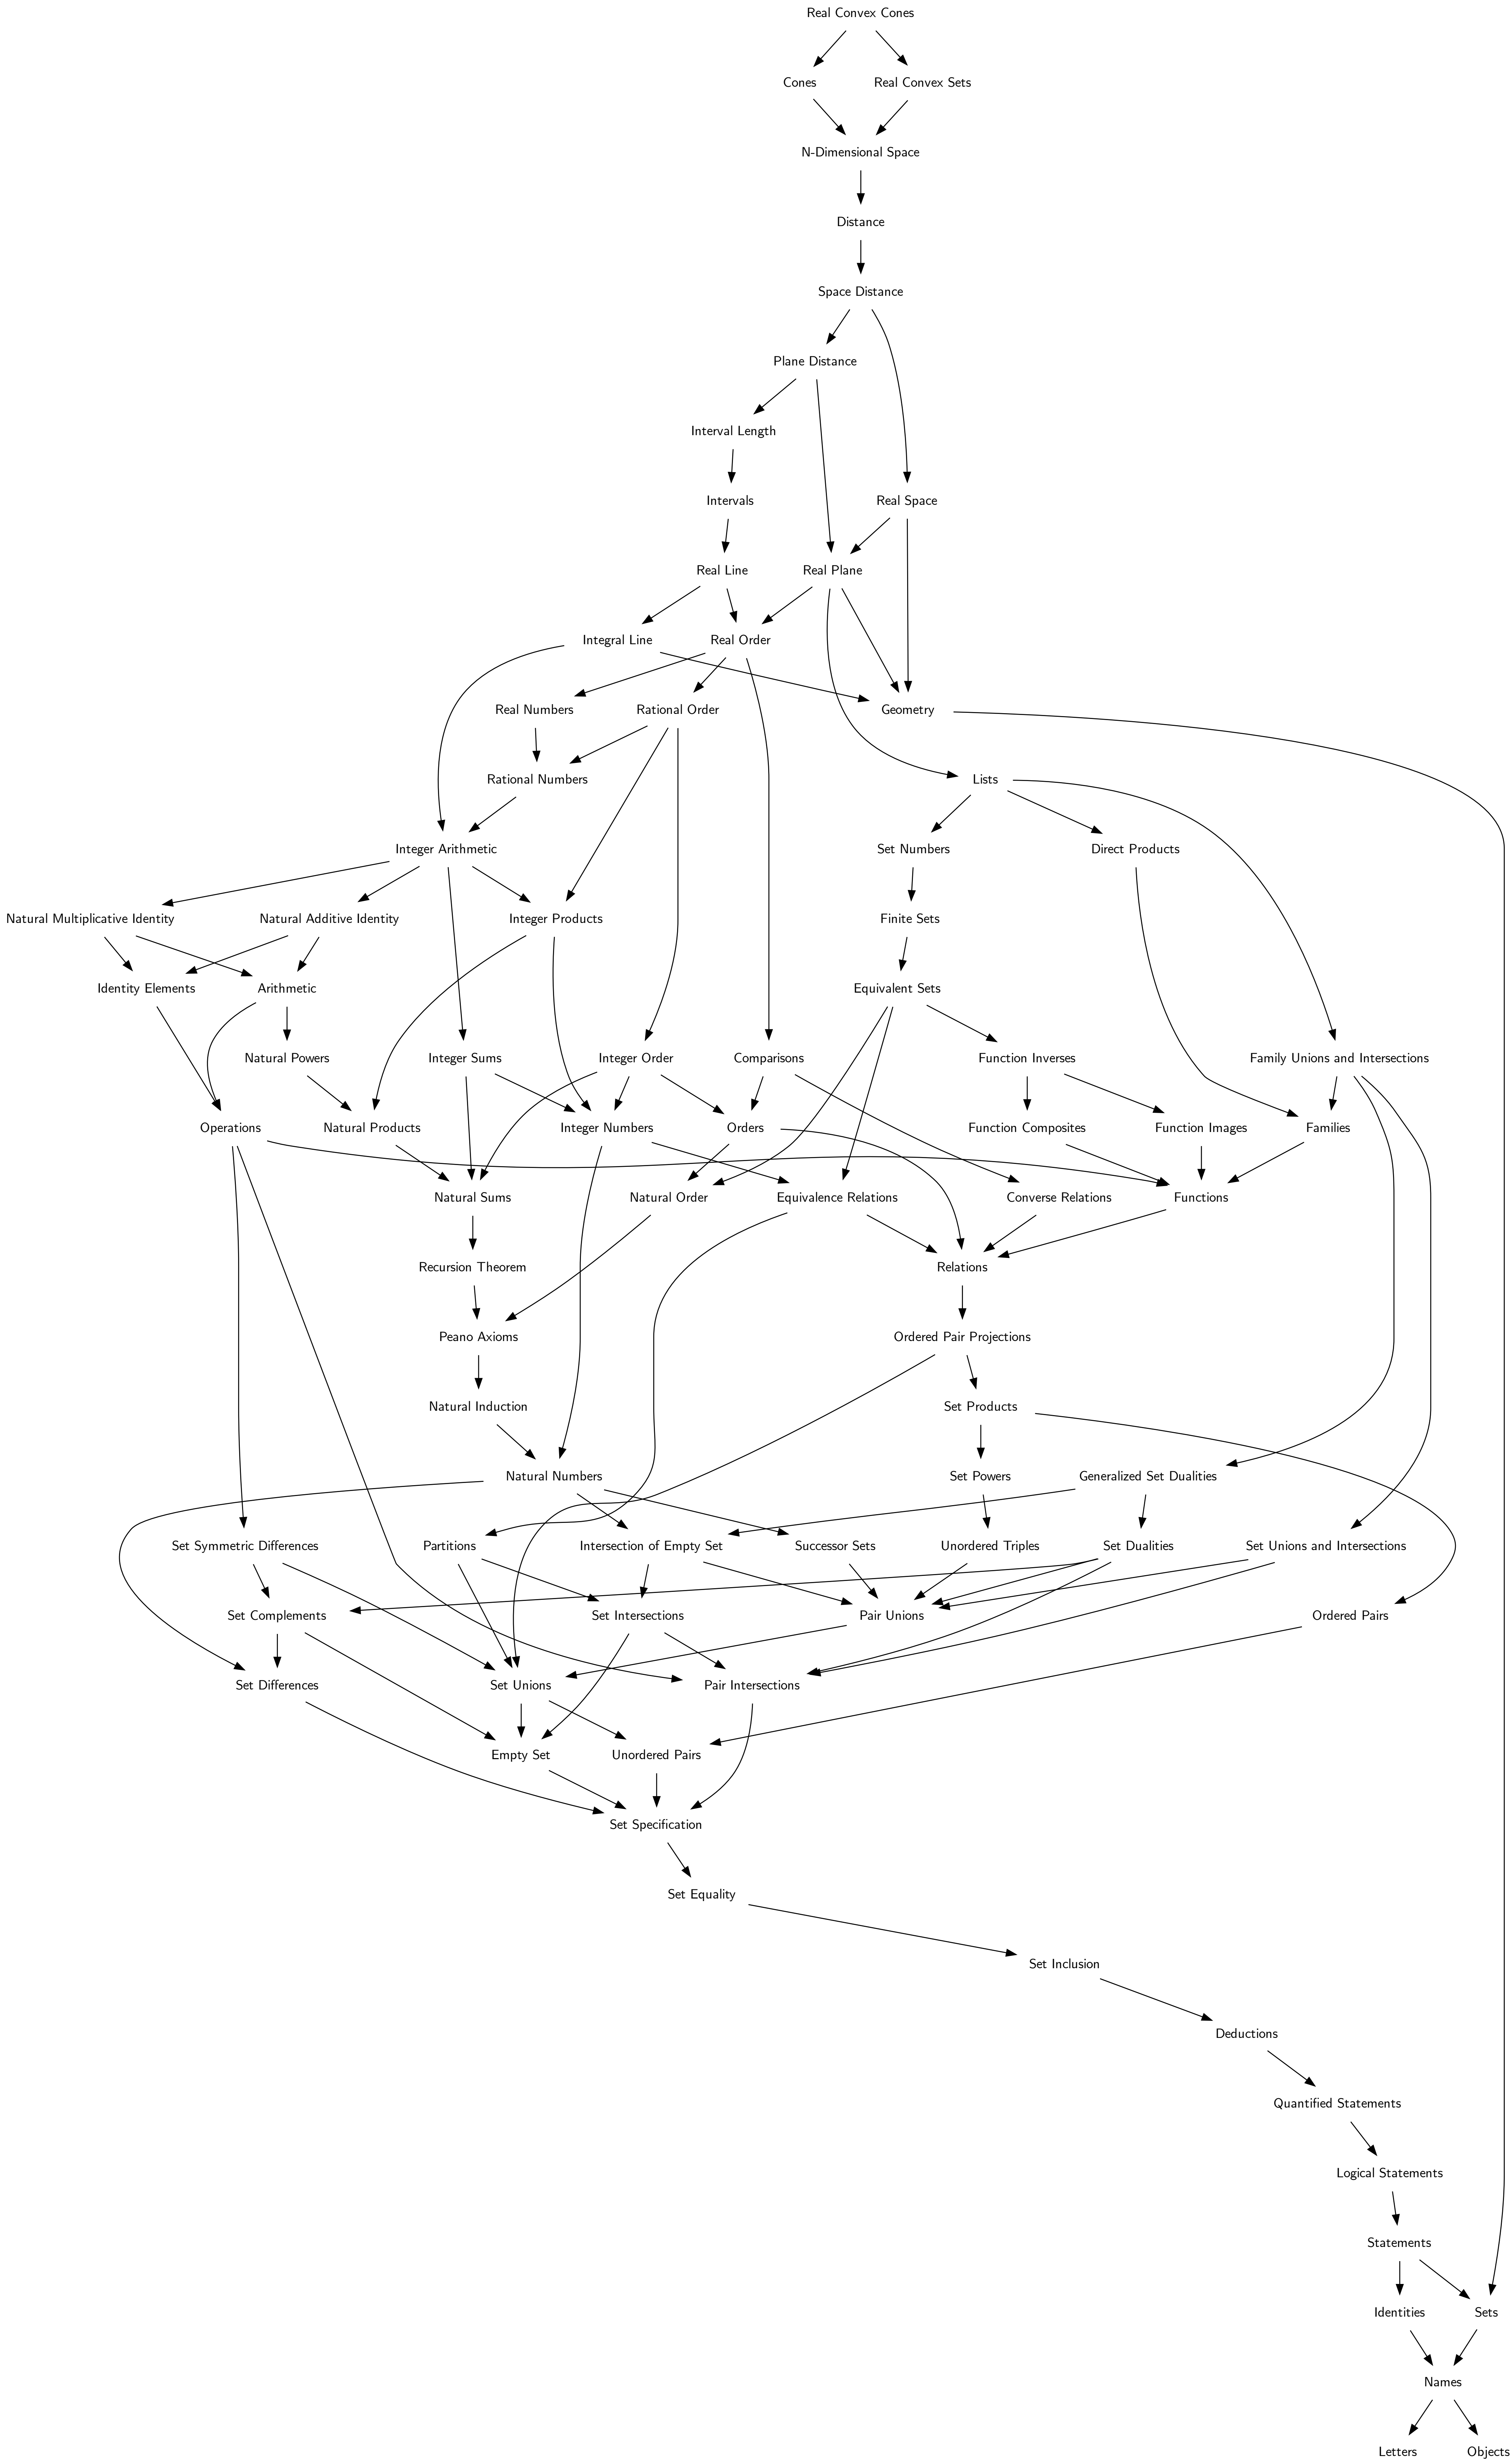 Real Convex Cones
Cones
Real Convex Sets
N-Dimensional Space
Distance
Space Distance
Plane Distance
Interval Length
Intervals
Real Space
Real Line
Real Plane
Integral Line
Real Order
Real Numbers
Rational Order
Geometry
Rational Numbers
Lists
Integer Arithmetic
Set Numbers
Direct Products
Natural Multiplicative Identity
Natural Additive Identity
Integer Products
Finite Sets
Identity Elements
Arithmetic
Equivalent Sets
Natural Powers
Integer Sums
Integer Order
Comparisons
Function Inverses
Family Unions and Intersections
Operations
Natural Products
Integer Numbers
Orders
Function Composites
Function Images
Families
Natural Sums
Natural Order
Equivalence Relations
Converse Relations
Functions
Recursion Theorem
Relations
Peano Axioms
Ordered Pair Projections
Natural Induction
Set Products
Natural Numbers
Set Powers
Generalized Set Dualities
Set Symmetric Differences
Partitions
Intersection of Empty Set
Successor Sets
Unordered Triples
Set Dualities
Set Unions and Intersections
Set Complements
Set Intersections
Pair Unions
Ordered Pairs
Set Differences
Set Unions
Pair Intersections
Empty Set
Unordered Pairs
Set Specification
Set Equality
Set Inclusion
Deductions
Quantified Statements
Logical Statements
Statements
Identities
Sets
Names
Letters
Objects